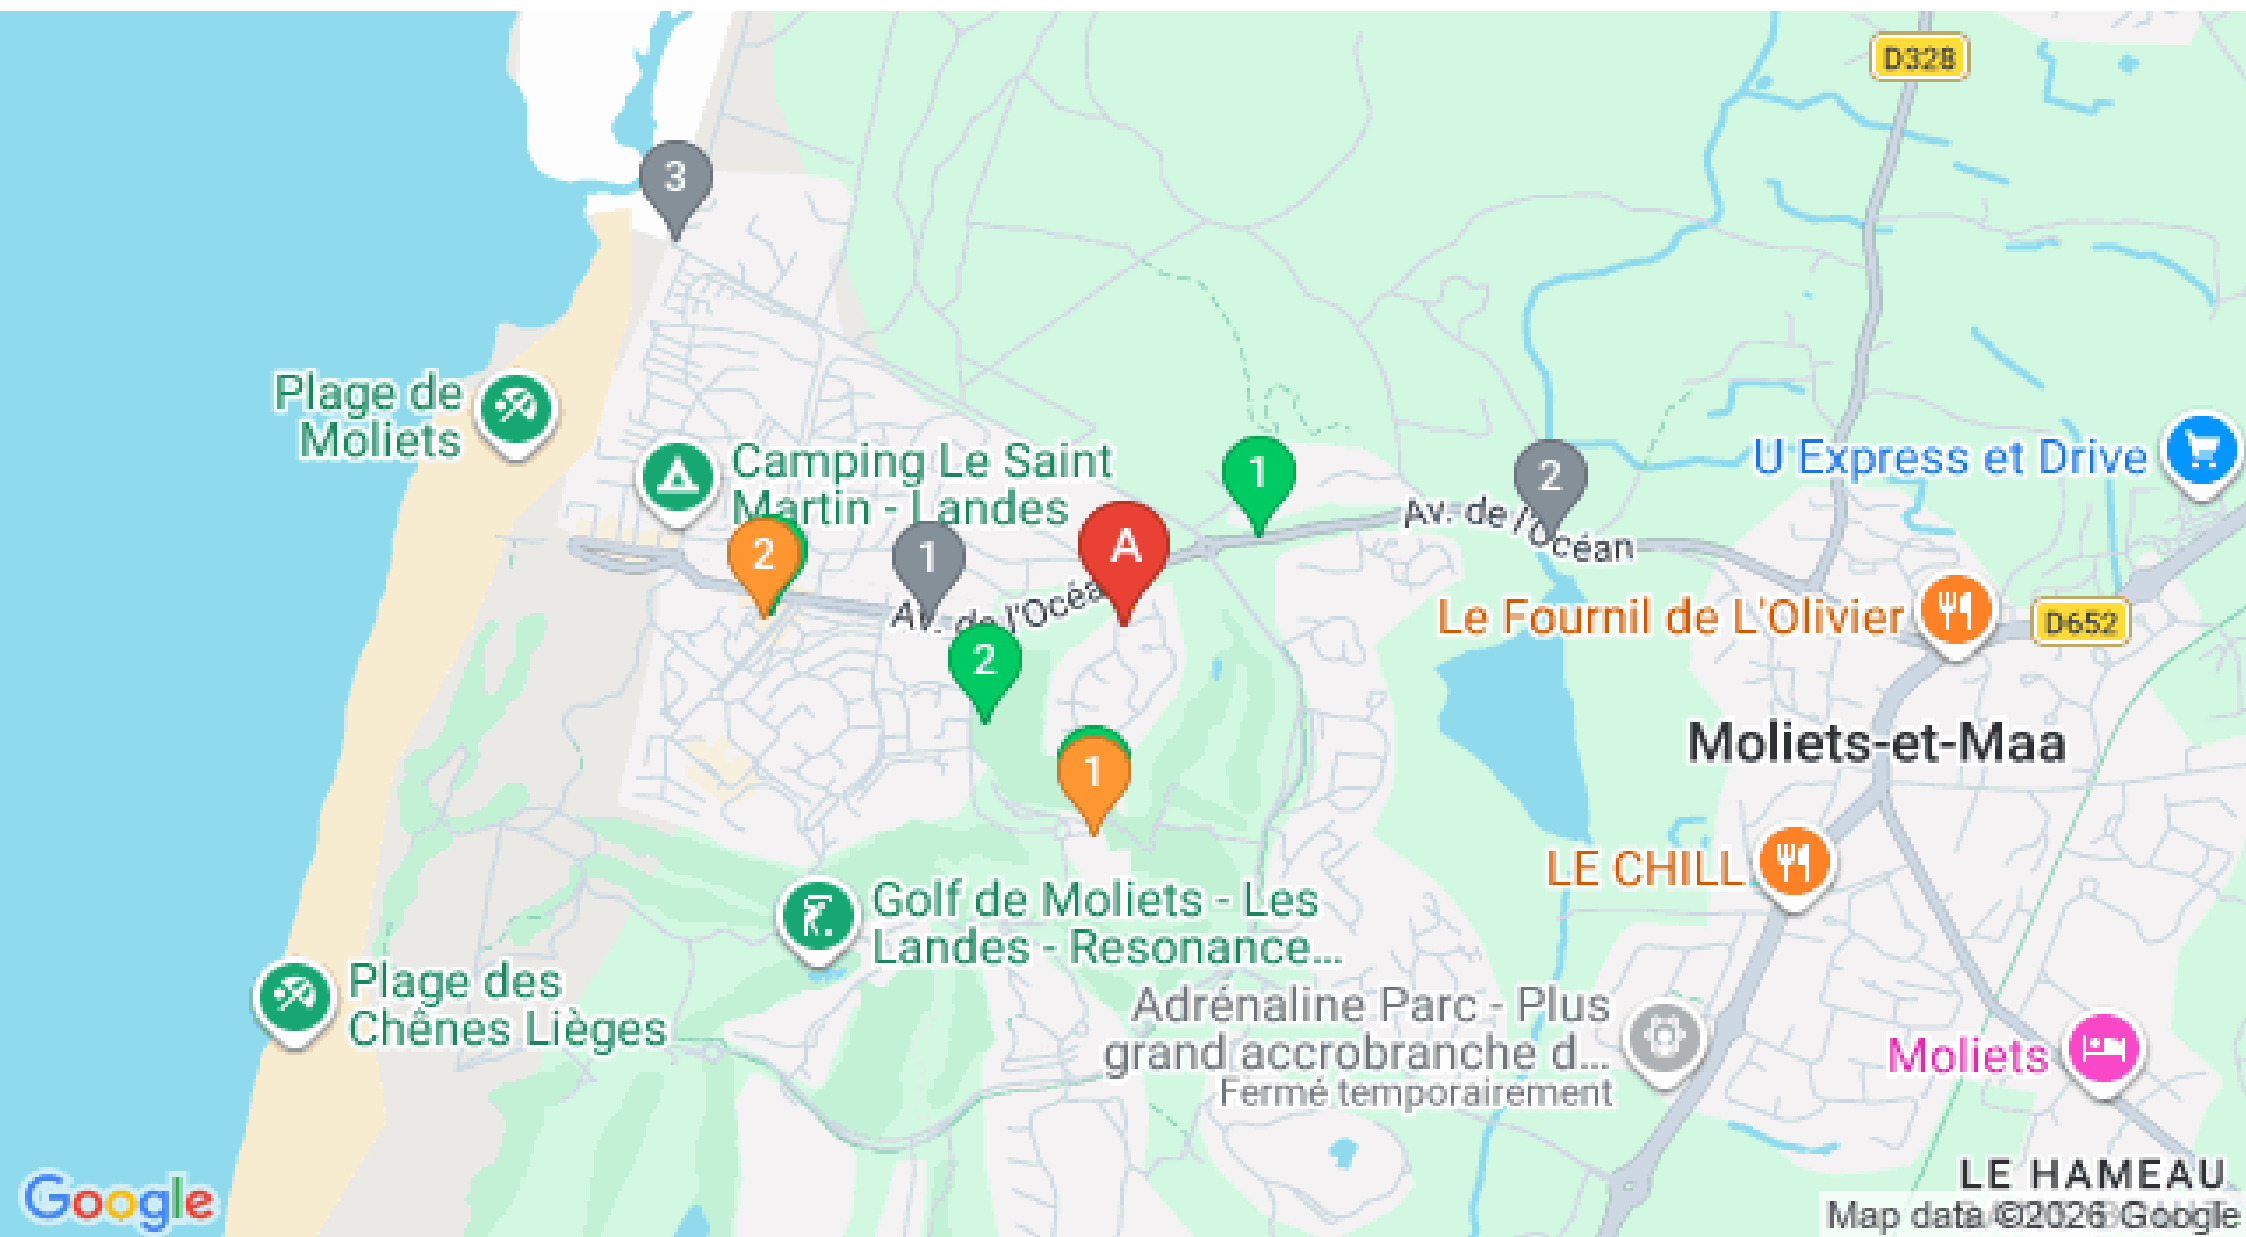 D328
3
Plage de
Moliets
Camping Le Saint
Martin - Landes
1
2
Av. de l'Océan
U Express et Drive
2
1
A
Av. de l'Océa
Le Fournil de L'Olivier
D652
2
1
Moliets-et-Maa
LE CHILL
Golf de Moliets - Les
Landes - Resonance...
Plage des
Chênes Lièges
Adrénaline Parc - Plus
grand accrobranche d...
Fermé temporairement
Moliets
LE HAMEAU
Google
Map data ©2026 Google